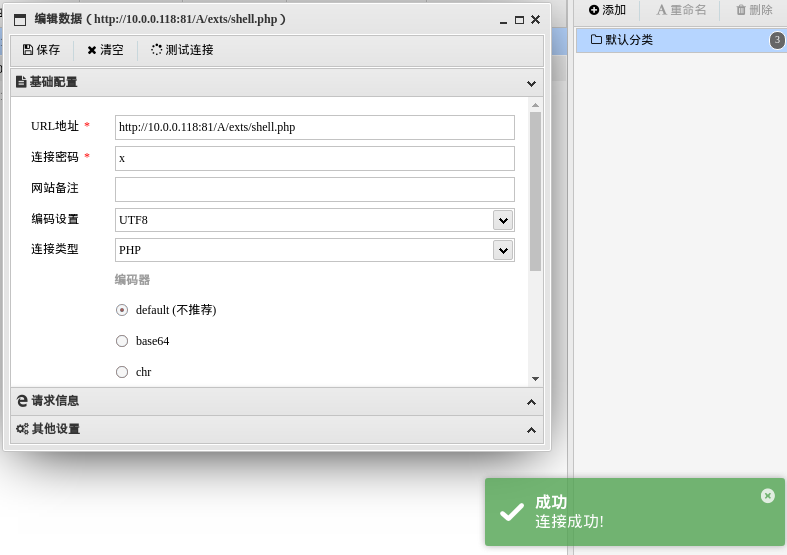 编辑数据 ( http://10.0.0.118:81/A/exts/shell.php )
添加 重命名 删除
保存 清空 测试连接
默认分类 3
基础配置
URL地址 * http://10.0.0.118:81/A/exts/shell.php
连接密码 * x
网站备注
编码设置 UTF8
连接类型 PHP
编码器
default (不推荐)
base64
chr
请求信息
其他设置
成功
连接成功!